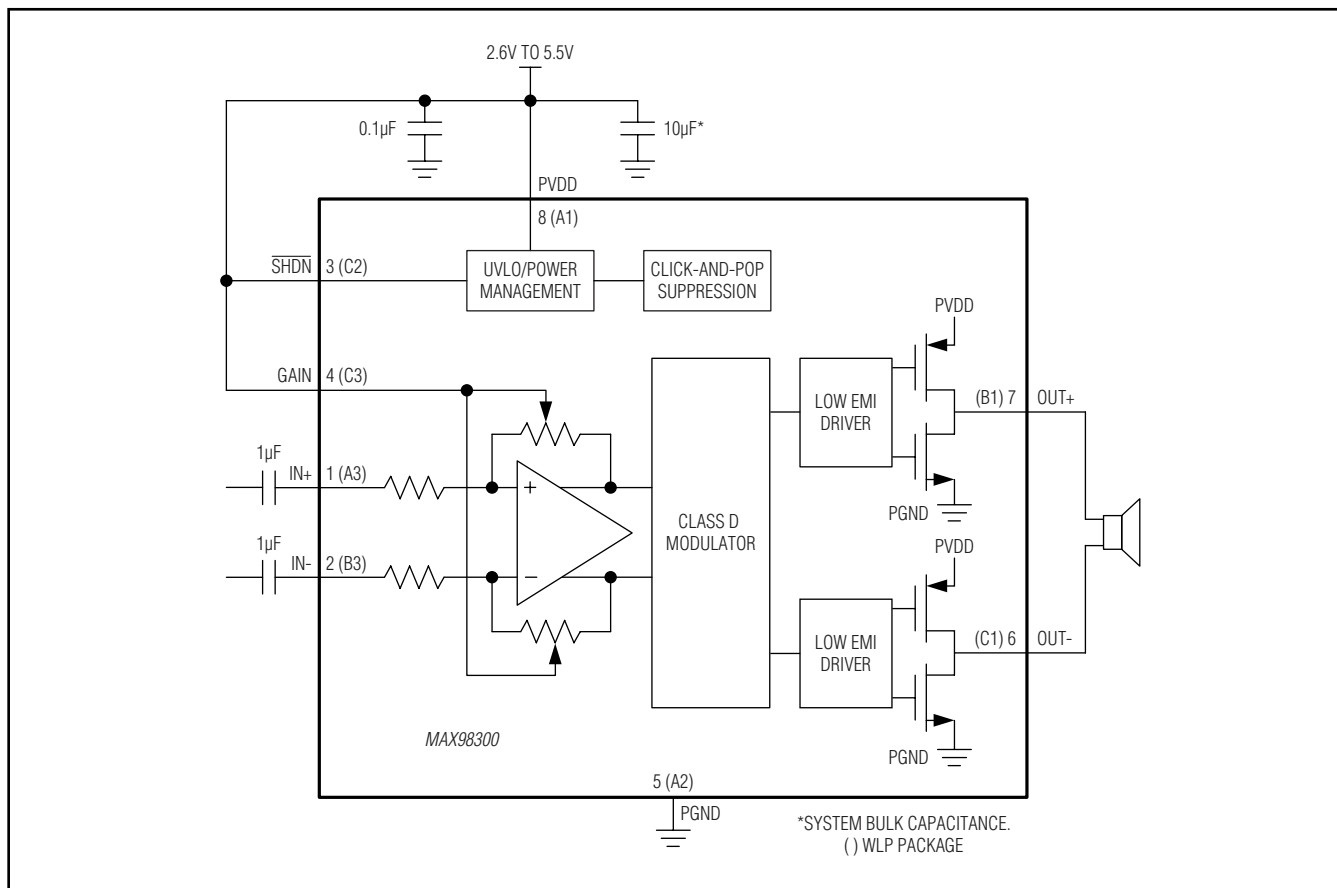 2.6V TO 5.5V
0.1µF
10µF*
PVDD
8 (A1)
SHDN
3 (C2)
UVLO/POWER
MANAGEMENT
CLICK-AND-POP
SUPPRESSION
PVDD
GAIN
4 (C3)
LOW EMI
DRIVER
(B1) 7
OUT+
1µF
IN+
1 (A3)
+
PGND
CLASS D
MODULATOR
1µF
IN-
2 (B3)
−
PVDD
LOW EMI
DRIVER
(C1) 6
OUT-
MAX98300
PGND
5 (A2)
PGND
*SYSTEM BULK CAPACITANCE.
( ) WLP PACKAGE